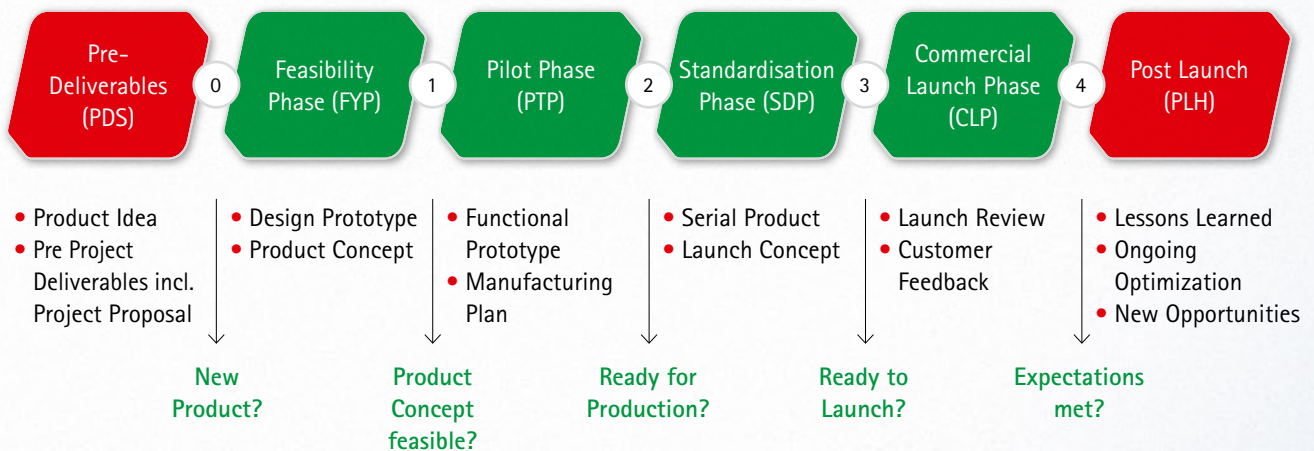 Pre-
Deliverables
(PDS)
0
Feasibility
Phase (FYP)
1
Pilot Phase
(PTP)
2
Standardisation
Phase (SDP)
3
Commercial
Launch Phase
(CLP)
4
Post Launch
(PLH)
• Product Idea
• Pre Project
Deliverables incl.
Project Proposal
• Design Prototype
• Product Concept
• Functional
Prototype
• Manufacturing
Plan
• Serial Product
• Launch Concept
• Launch Review
• Customer
Feedback
• Lessons Learned
• Ongoing
Optimization
• New Opportunities
New
Product?
Product
Concept
feasible?
Ready for
Production?
Ready to
Launch?
Expectations
met?